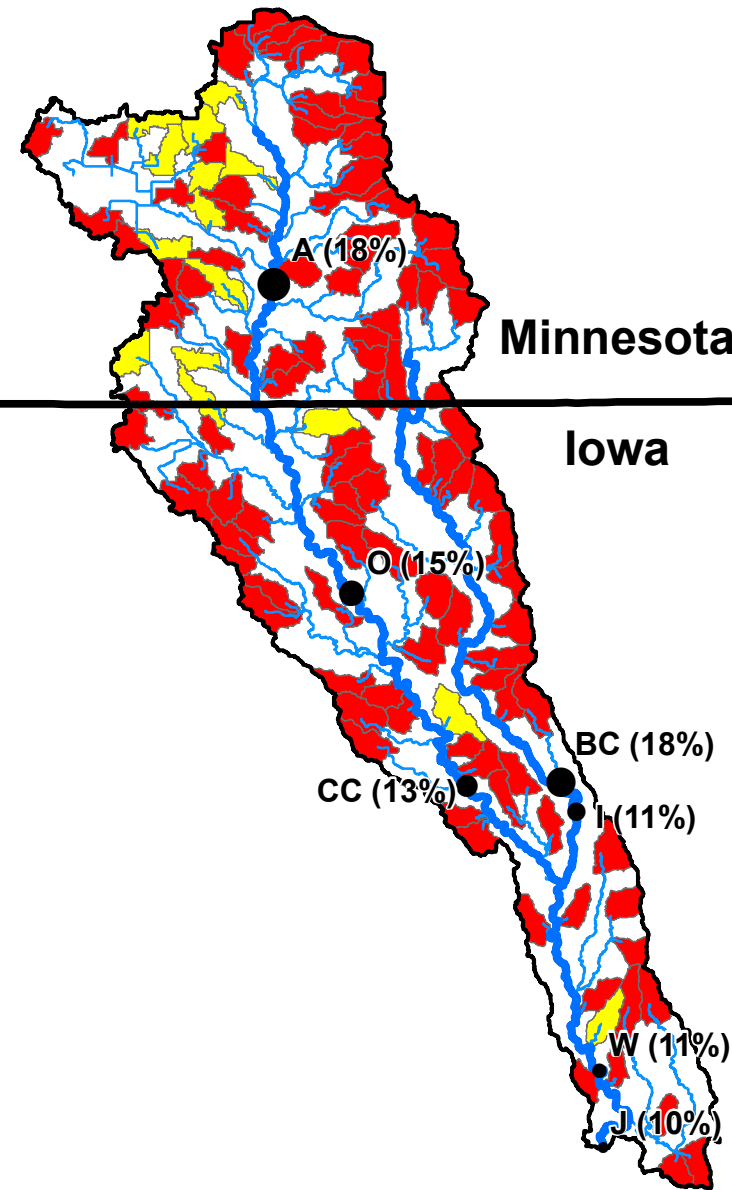 A (18%)
Minnesota
Iowa
O (15%)
BC (18%)
CC (13%)
I (11%)
W (11%)
J (10%)